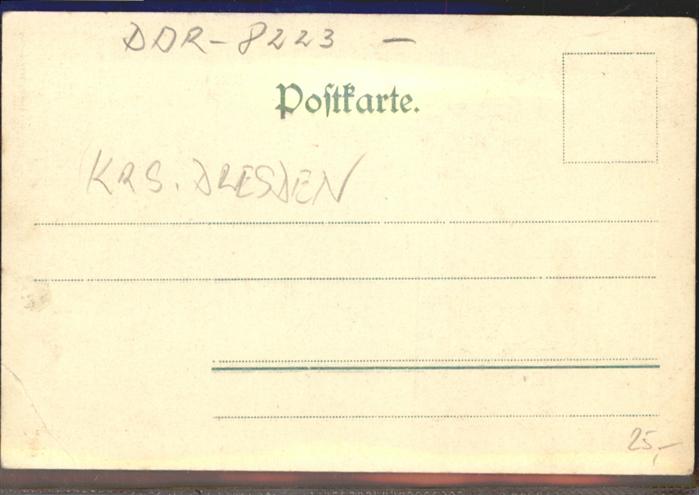 DDR-8223 —
Poſtkarte.
KRS. DRESDEN
25,-